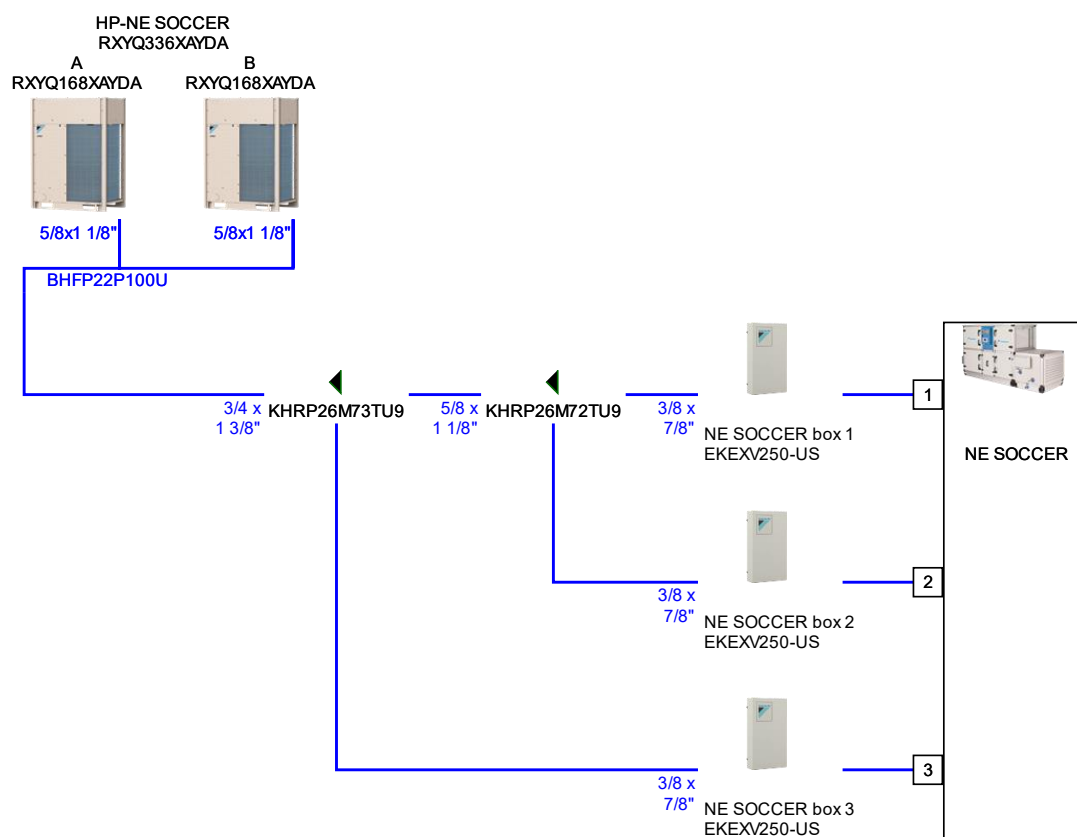 HP-NE SOCCER
RXYQ336XAYDA
A
RXYQ168XAYDA
B
RXYQ168XAYDA
5/8x1 1/8"
5/8x1 1/8"
BHFP22P100U
3/4 x
1 3/8"
KHRP26M73TU9
5/8 x
1 1/8"
KHRP26M72TU9
3/8 x
7/8"
NE SOCCER box 1
EKEXV250-US
1
NE SOCCER
3/8 x
7/8"
NE SOCCER box 2
EKEXV250-US
2
3/8 x
7/8"
NE SOCCER box 3
EKEXV250-US
3